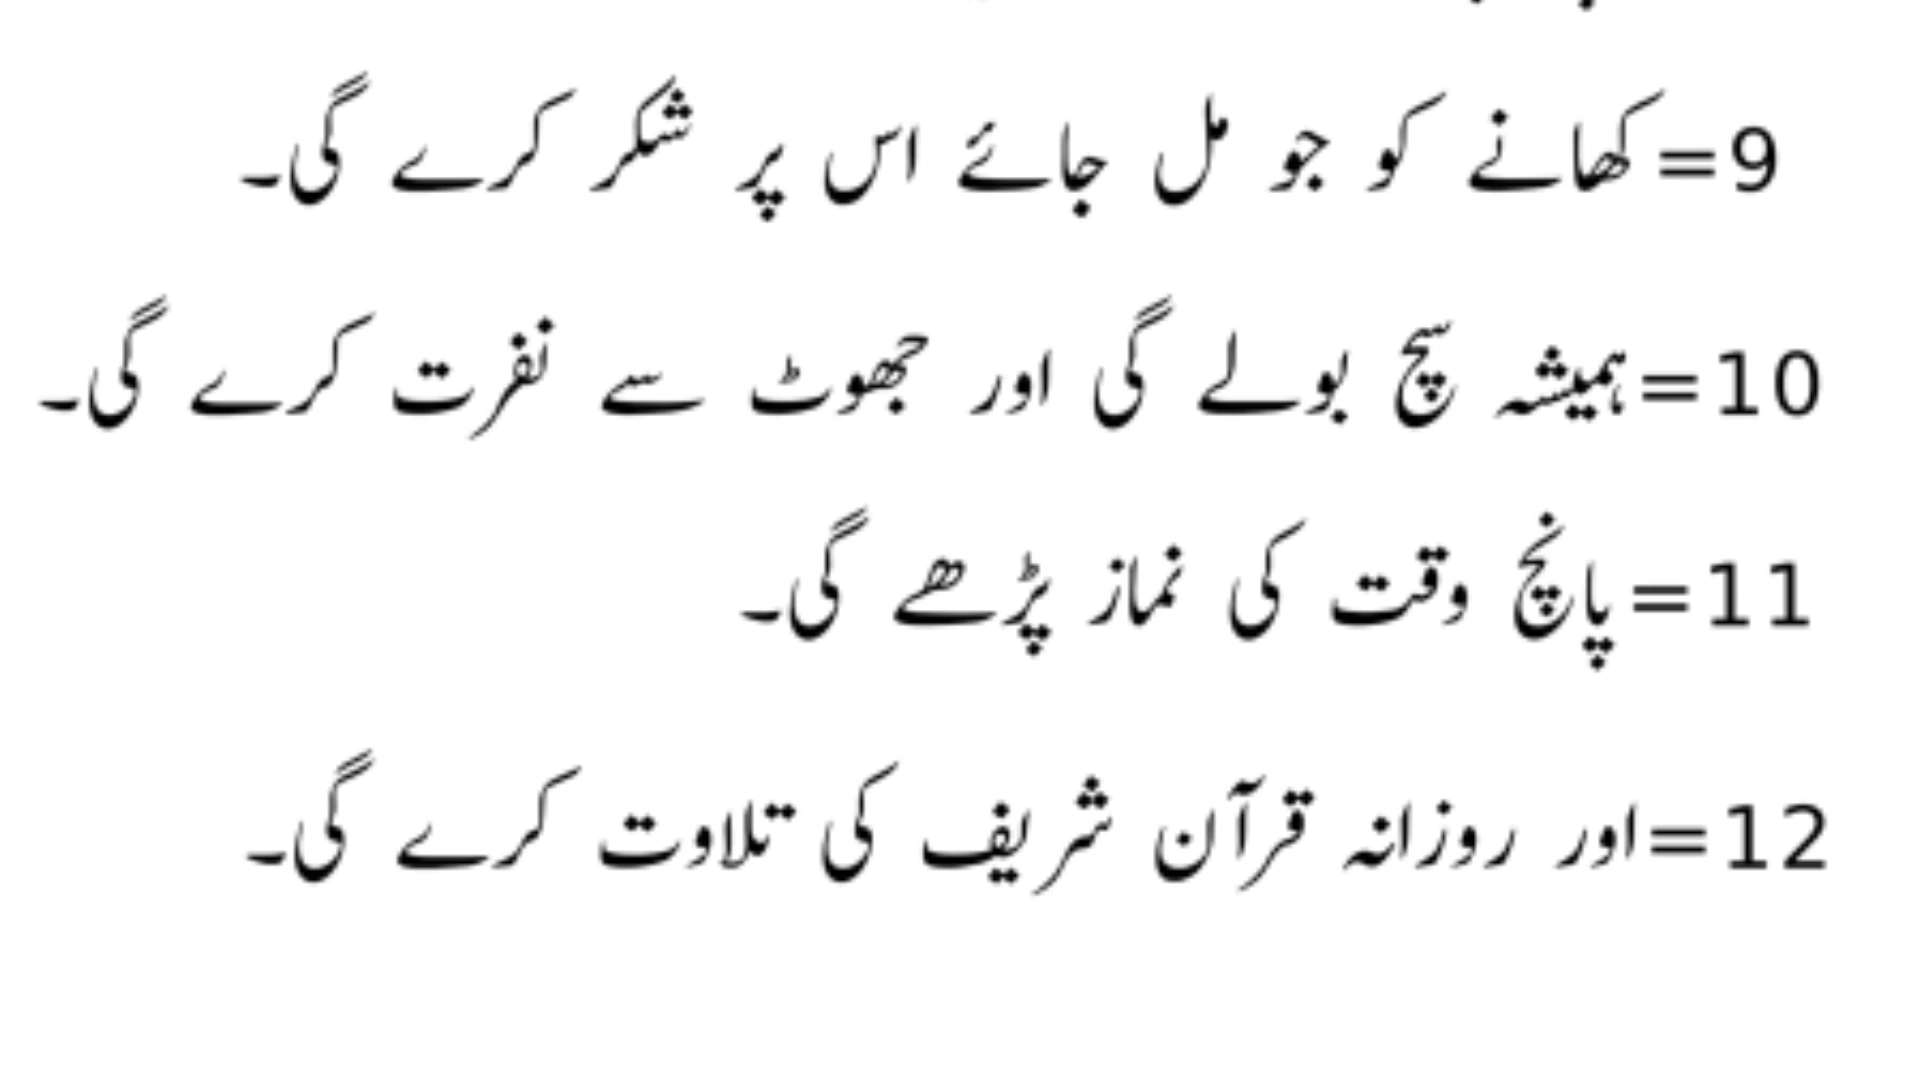 9=کھانے کو جو مل جائے اس پر شکر کرے گی۔
10=ہمیشہ سچ بولے گی اور جھوٹ سے نفرت کرے گی۔
11=پانچ وقت کی نماز پڑھے گی۔
12=اور روزانہ قرآن شریف کی تلاوت کرے گی۔